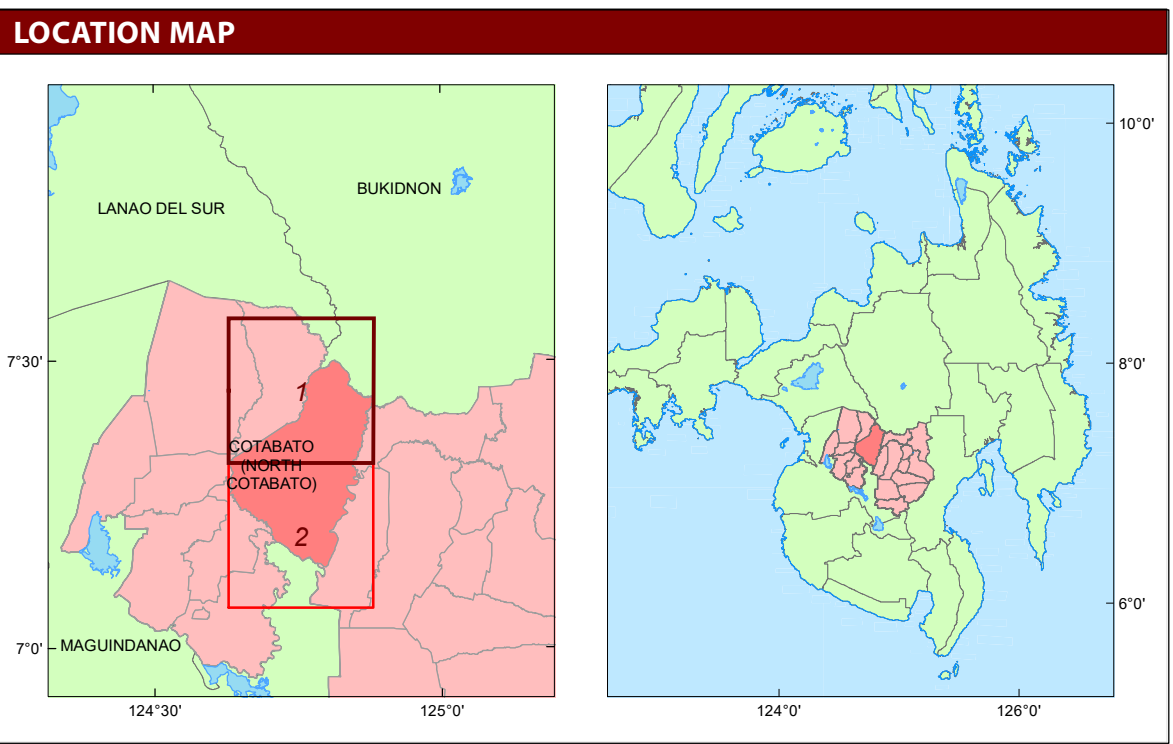 LOCATION MAP
BUKIDNON
LANAO DEL SUR
7°30'
1
COTABATO
(NORTH
COTABATO)
2
7°0'
MAGUINDANAO
124°30'
125°0'
10°0'
8°0'
6°0'
124°0'
126°0'